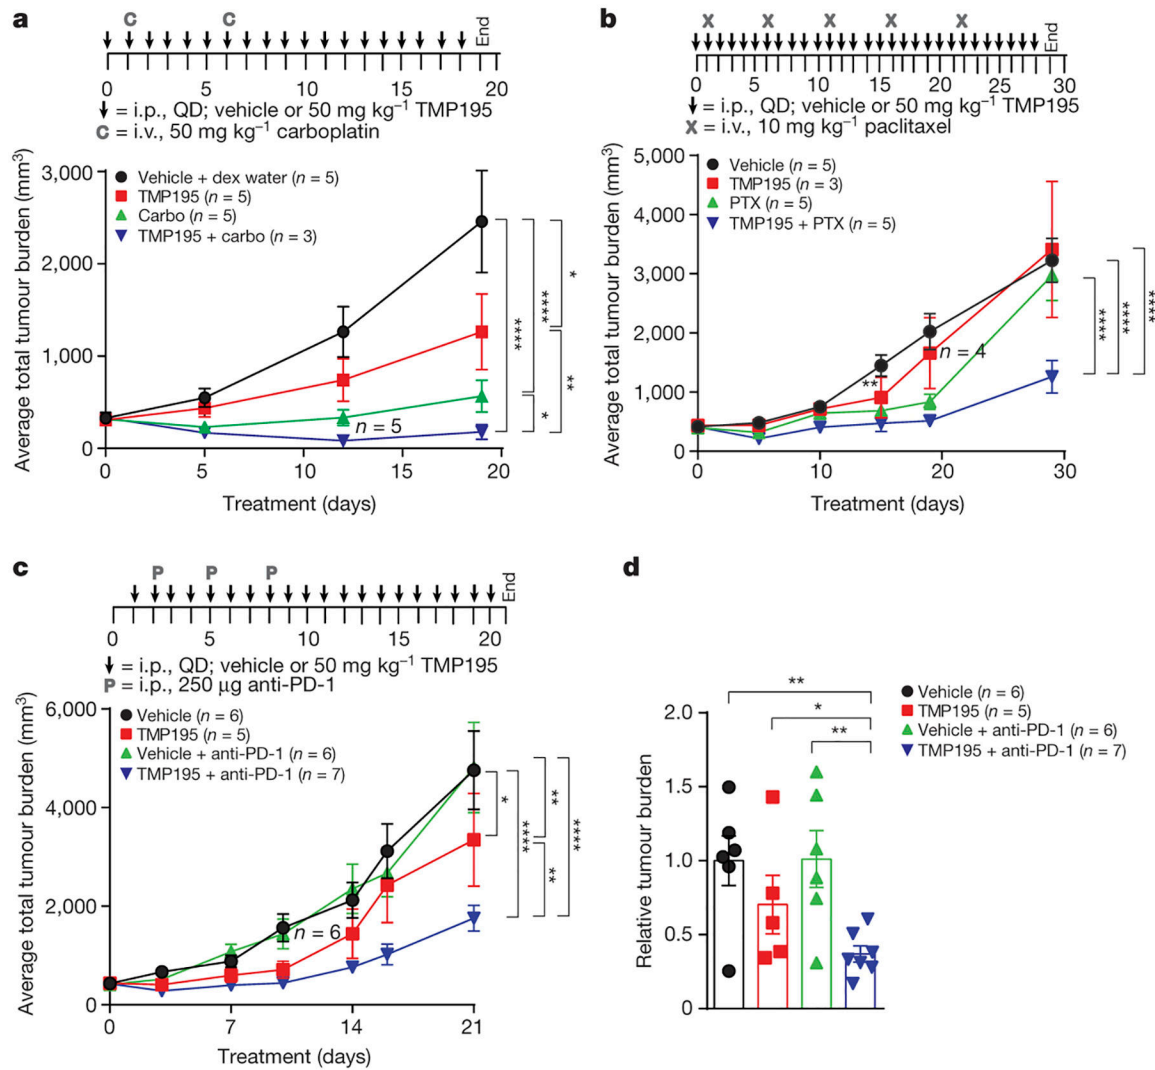 a
C C
End
0 5 10 15 20
= i.p., QD; vehicle or 50 mg kg⁻¹ TMP195
C = i.v., 50 mg kg⁻¹ carboplatin
Average total tumour burden (mm³)
3,000
2,000
1,000
0
Vehicle + dex water (n = 5)
TMP195 (n = 5)
Carbo (n = 5)
TMP195 + carbo (n = 3)
n = 5
*
****
****
**
*
0 5 10 15 20
Treatment (days)
b
X X X X X
End
0 5 10 15 20 25 30
= i.p., QD; vehicle or 50 mg kg⁻¹ TMP195
X = i.v., 10 mg kg⁻¹ paclitaxel
Average total tumour burden (mm³)
5,000
4,000
3,000
2,000
1,000
0
Vehicle (n = 5)
TMP195 (n = 3)
PTX (n = 5)
TMP195 + PTX (n = 5)
**
n = 4
****
****
****
0 10 20 30
Treatment (days)
c
P P P
End
0 5 10 15 20
= i.p., QD; vehicle or 50 mg kg⁻¹ TMP195
P = i.p., 250 μg anti-PD-1
Average total tumour burden (mm³)
6,000
4,000
2,000
0
Vehicle (n = 6)
TMP195 (n = 5)
Vehicle + anti-PD-1 (n = 6)
TMP195 + anti-PD-1 (n = 7)
n = 6
*
****
**
**
****
0 7 14 21
Treatment (days)
d
Relative tumour burden
2.0
1.5
1.0
0.5
0
**
*
**
Vehicle (n = 6)
TMP195 (n = 5)
Vehicle + anti-PD-1 (n = 6)
TMP195 + anti-PD-1 (n = 7)